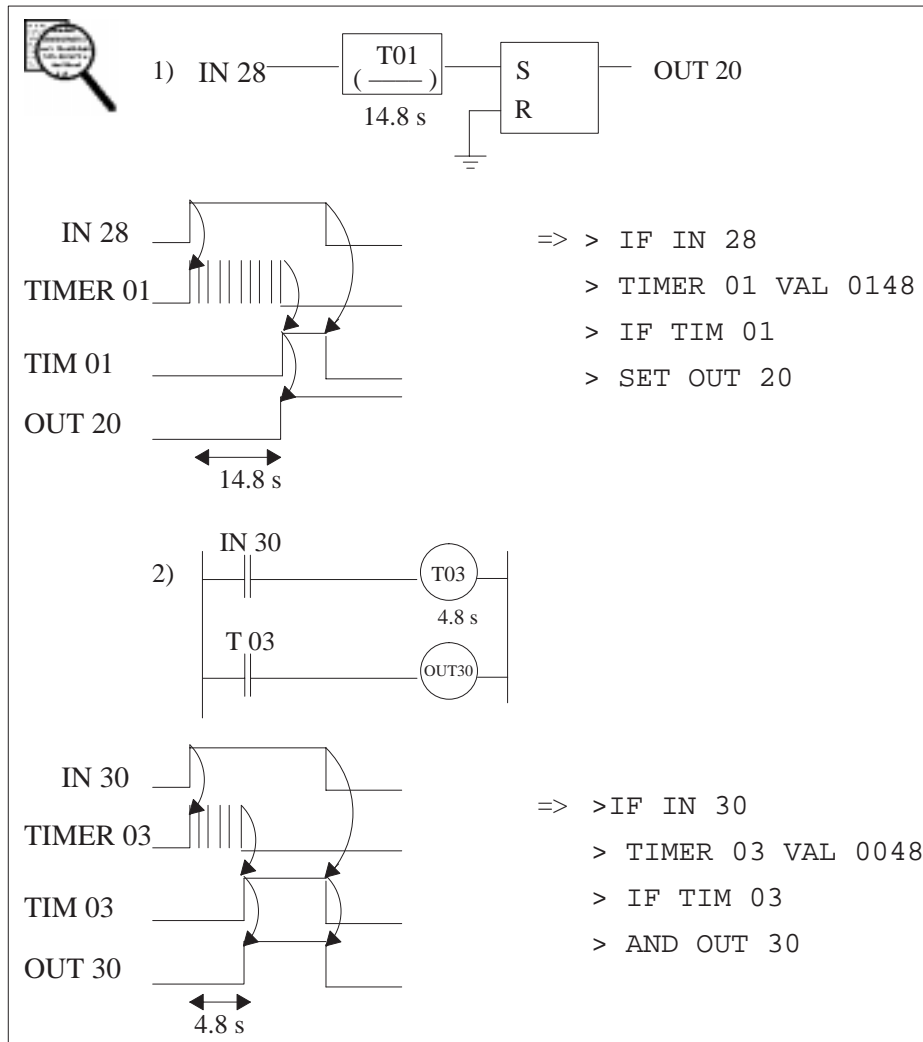 1) IN 28 T01 S OUT 20
( ____ ) R
14.8 s
IN 28
TIMER 01
TIM 01
OUT 20
14.8 s
=> > IF IN 28
> TIMER 01 VAL 0148
> IF TIM 01
> SET OUT 20
2) IN 30
T03
4.8 s
T 03
OUT30
IN 30
TIMER 03
TIM 03
OUT 30
4.8 s
=> >IF IN 30
> TIMER 03 VAL 0048
> IF TIM 03
> AND OUT 30